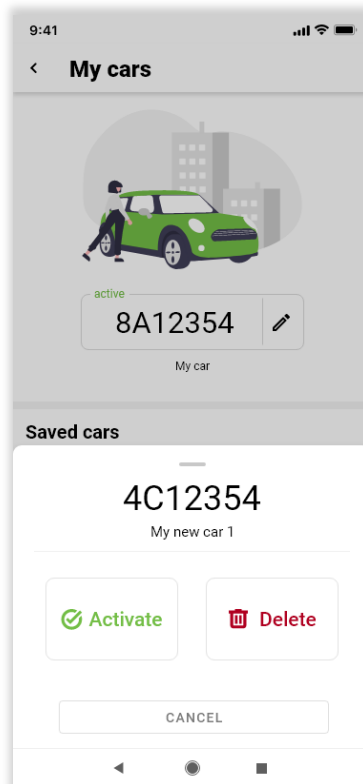 9:41
My cars
active
8A12354
My car
Saved cars
4C12354
My new car 1
Activate
Delete
CANCEL